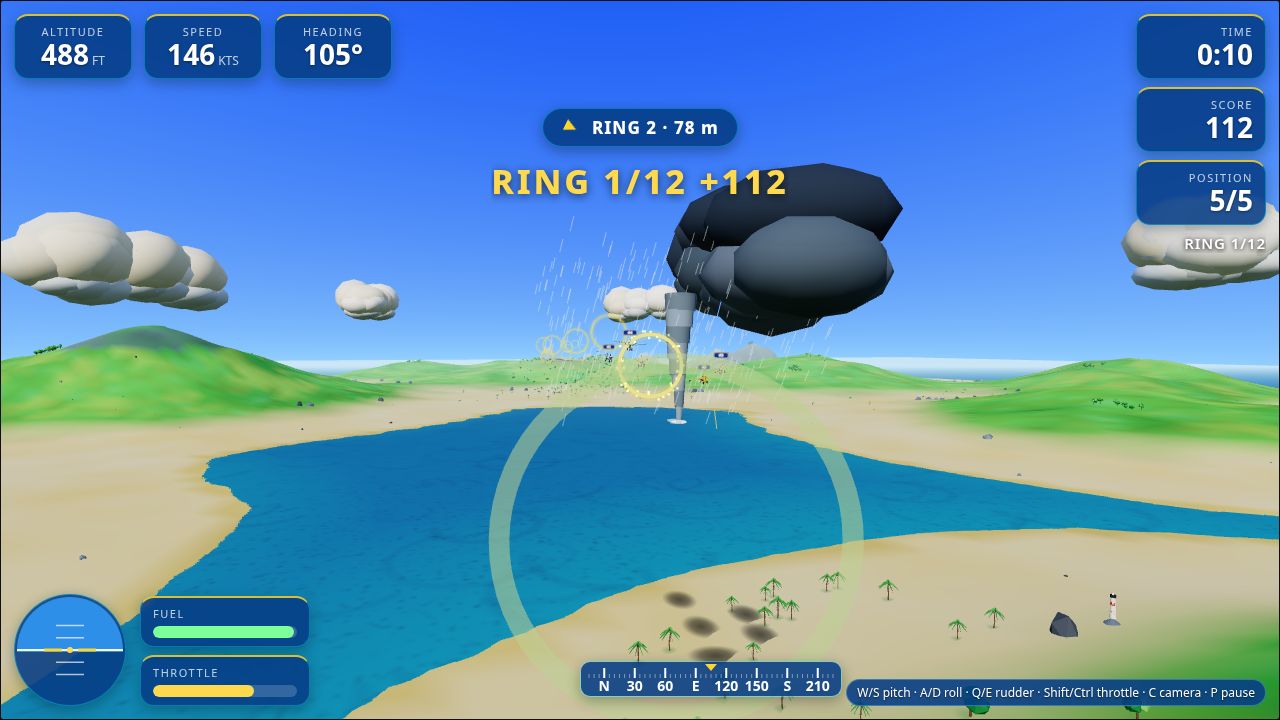 ALTITUDE
488 FT
SPEED
146 KTS
HEADING
105°
TIME
0:10
SCORE
112
POSITION
5/5
RING 1/12
RING 2 · 78 m
RING 1/12 +112
FUEL
THROTTLE
N 30 60 E 120 150 S 210
W/S pitch · A/D roll · Q/E rudder · Shift/Ctrl throttle · C camera · P pause